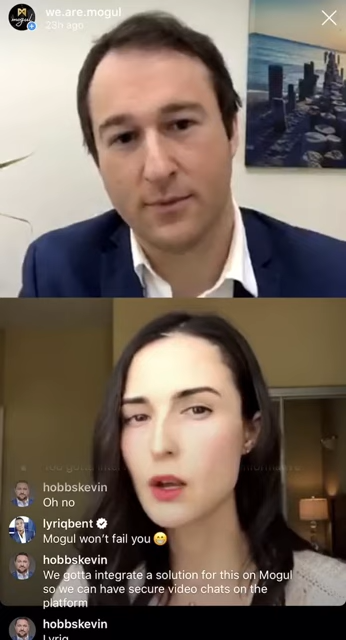 mogul
we.are.mogul
23h ago
hobbskevin
Oh no
lyriqbent
Mogul won't fail you😬
hobbskevin
We gotta integrate a solution for this on Mogul
so we can have secure video chats on the
platform
hobbskevin
Lyriq